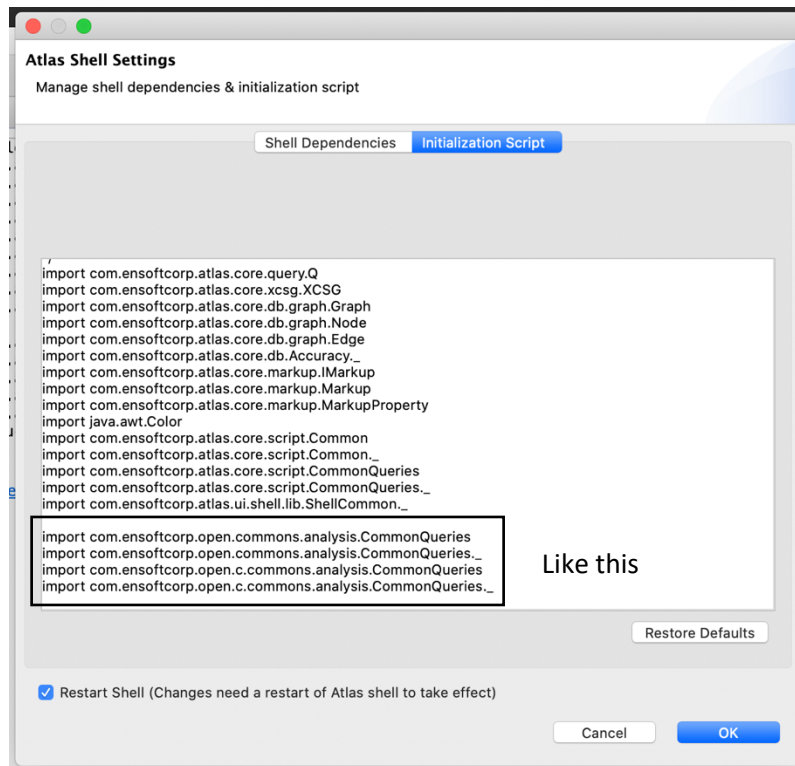 Atlas Shell Settings
Manage shell dependencies & initialization script
Shell Dependencies
Initialization Script
import com.ensoftcorp.atlas.core.query.Q
import com.ensoftcorp.atlas.core.xcsg.XCSG
import com.ensoftcorp.atlas.core.db.graph.Graph
import com.ensoftcorp.atlas.core.db.graph.Node
import com.ensoftcorp.atlas.core.db.graph.Edge
import com.ensoftcorp.atlas.core.db.Accuracy._
import com.ensoftcorp.atlas.core.markup.IMarkup
import com.ensoftcorp.atlas.core.markup.Markup
import com.ensoftcorp.atlas.core.markup.MarkupProperty
import java.awt.Color
import com.ensoftcorp.atlas.core.script.Common
import com.ensoftcorp.atlas.core.script.Common._
import com.ensoftcorp.atlas.core.script.CommonQueries
import com.ensoftcorp.atlas.core.script.CommonQueries._
import com.ensoftcorp.atlas.ui.shell.lib.ShellCommon._
import com.ensoftcorp.open.commons.analysis.CommonQueries
import com.ensoftcorp.open.commons.analysis.CommonQueries._
import com.ensoftcorp.open.c.commons.analysis.CommonQueries
import com.ensoftcorp.open.c.commons.analysis.CommonQueries._
Like this
Restore Defaults
Restart Shell (Changes need a restart of Atlas shell to take effect)
Cancel
OK